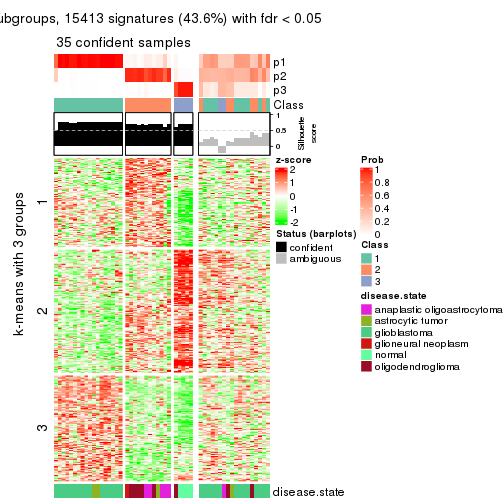 ubgroups, 15413 signatures (43.6%) with fdr < 0.05
35 confident samples
p1
p2
p3
Class
1
0.5
0
Silhouette
score
k-means with 3 groups
1
2
3
z-score
2
1
0
-1
-2
Status (barplots)
confident
ambiguous
Prob
1
0.8
0.6
0.4
0.2
0
Class
1
2
3
disease.state
anaplastic oligoastrocytoma
astrocytic tumor
glioblastoma
glioneural neoplasm
normal
oligodendroglioma
disease.state